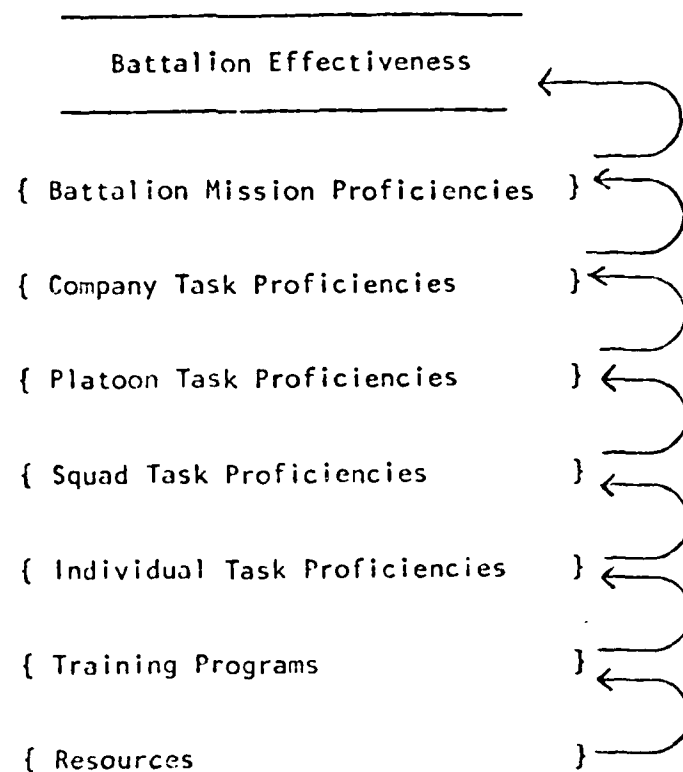 Battalion Effectiveness
{ Battalion Mission Proficiencies }
{ Company Task Proficiencies }
{ Platoon Task Proficiencies }
{ Squad Task Proficiencies }
{ Individual Task Proficiencies }
{ Training Programs }
{ Resources }